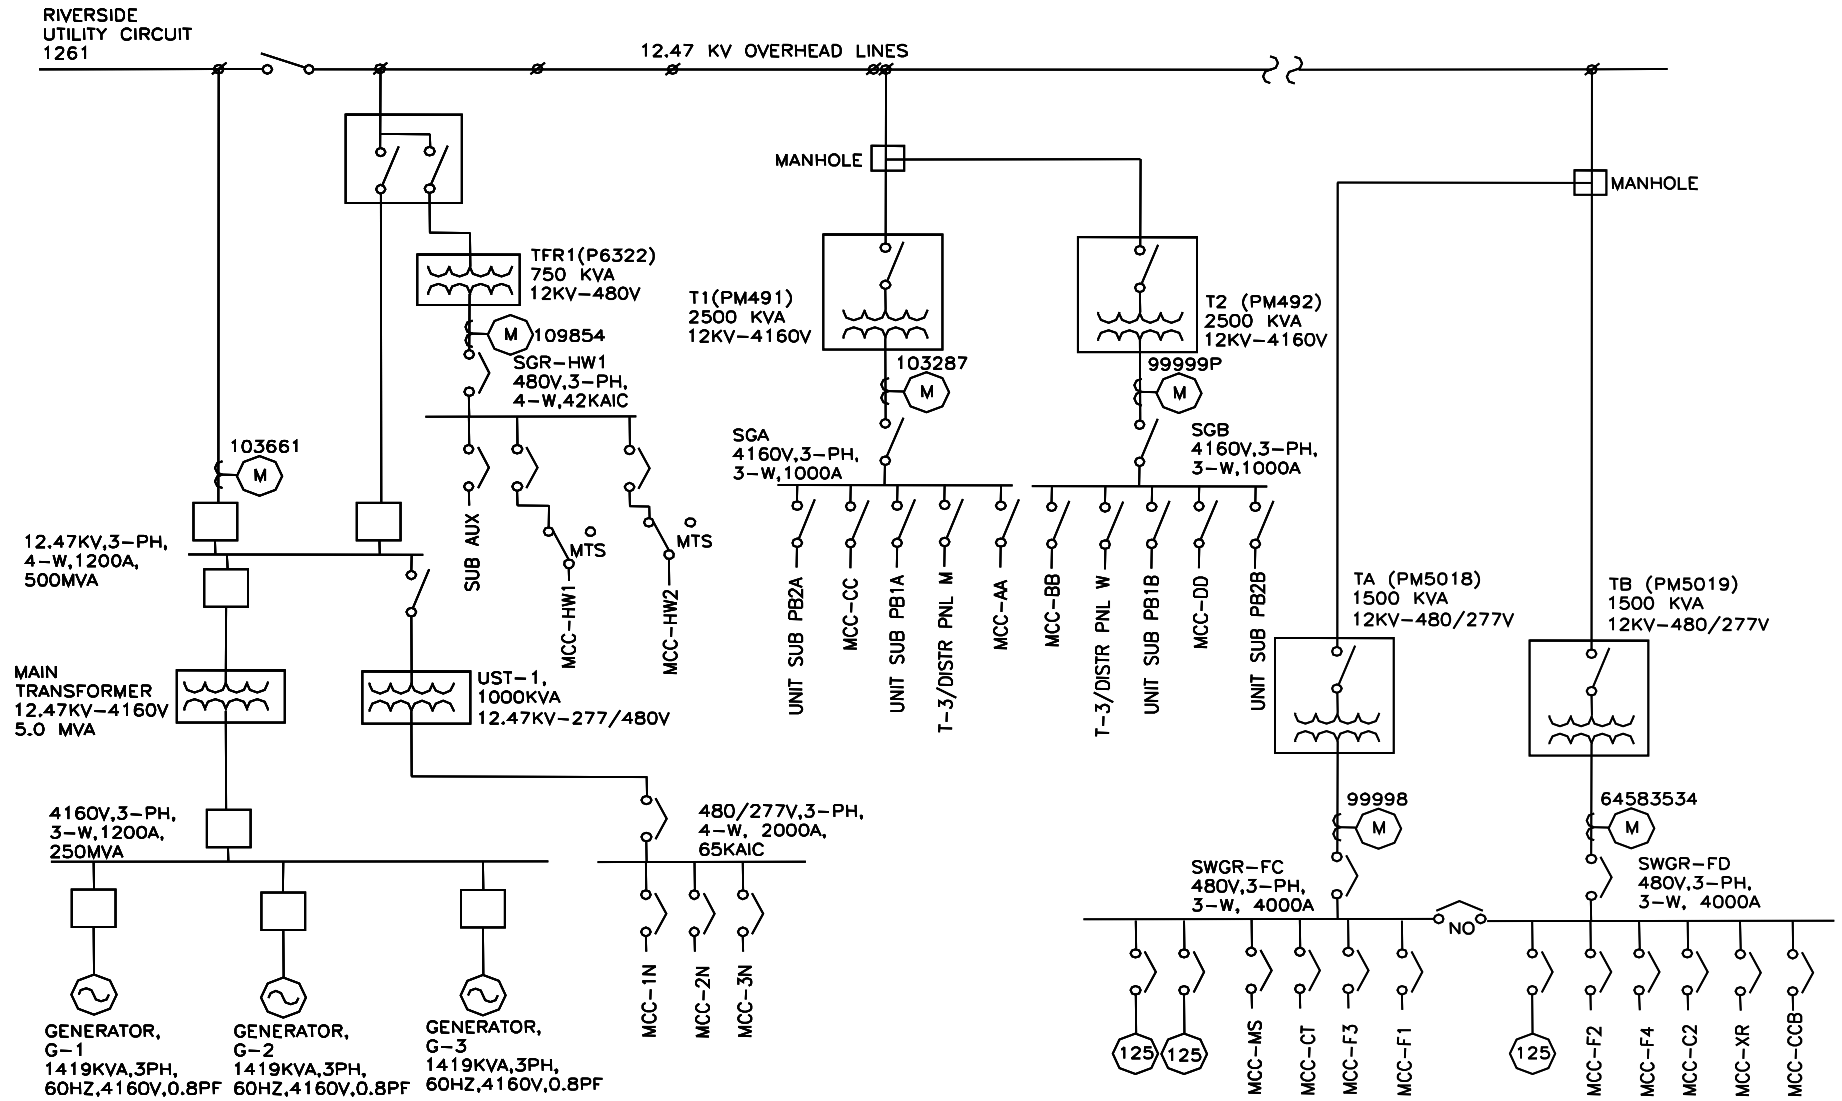 RIVERSIDE
UTILITY CIRCUIT
1261
12.47 KV OVERHEAD LINES
MANHOLE
MANHOLE
TFR1(P6322)
750 KVA
12KV-480V
M
109854
SGR-HW1
480V,3-PH,
4-W,42KAIC
T1(PM491)
2500 KVA
12KV-4160V
T2 (PM492)
2500 KVA
12KV-4160V
103287
M
99999P
M
103661
M
SGA
4160V,3-PH,
3-W,1000A
SGB
4160V,3-PH,
3-W,1000A
12.47KV,3-PH,
4-W,1200A,
500MVA
SUB AUX
MTS
MCC-HW1
MTS
MCC-HW2
UNIT SUB PB2A
MCC-CC
UNIT SUB PB1A
T-3/DISTR PNL M
MCC-AA
MCC-BB
T-3/DISTR PNL W
UNIT SUB PB1B
MCC-DD
UNIT SUB PB2B
TA (PM5018)
1500 KVA
12KV-480/277V
TB (PM5019)
1500 KVA
12KV-480/277V
MAIN
TRANSFORMER
12.47KV-4160V
5.0 MVA
UST-1,
1000KVA
12.47KV-277/480V
4160V,3-PH,
3-W,1200A,
250MVA
480/277V,3-PH,
4-W, 2000A,
65KAIC
99998
M
64583534
M
SWGR-FC
480V,3-PH,
3-W, 4000A
SWGR-FD
480V,3-PH,
3-W, 4000A
NO
MCC-1N
MCC-2N
MCC-3N
GENERATOR,
G-1
1419KVA,3PH,
60HZ,4160V,0.8PF
GENERATOR,
G-2
1419KVA,3PH,
60HZ,4160V,0.8PF
GENERATOR,
G-3
1419KVA,3PH,
60HZ,4160V,0.8PF
125
125
MCC-MS
MCC-CT
MCC-F3
MCC-F1
125
MCC-F2
MCC-F4
MCC-C2
MCC-XR
MCC-CCB